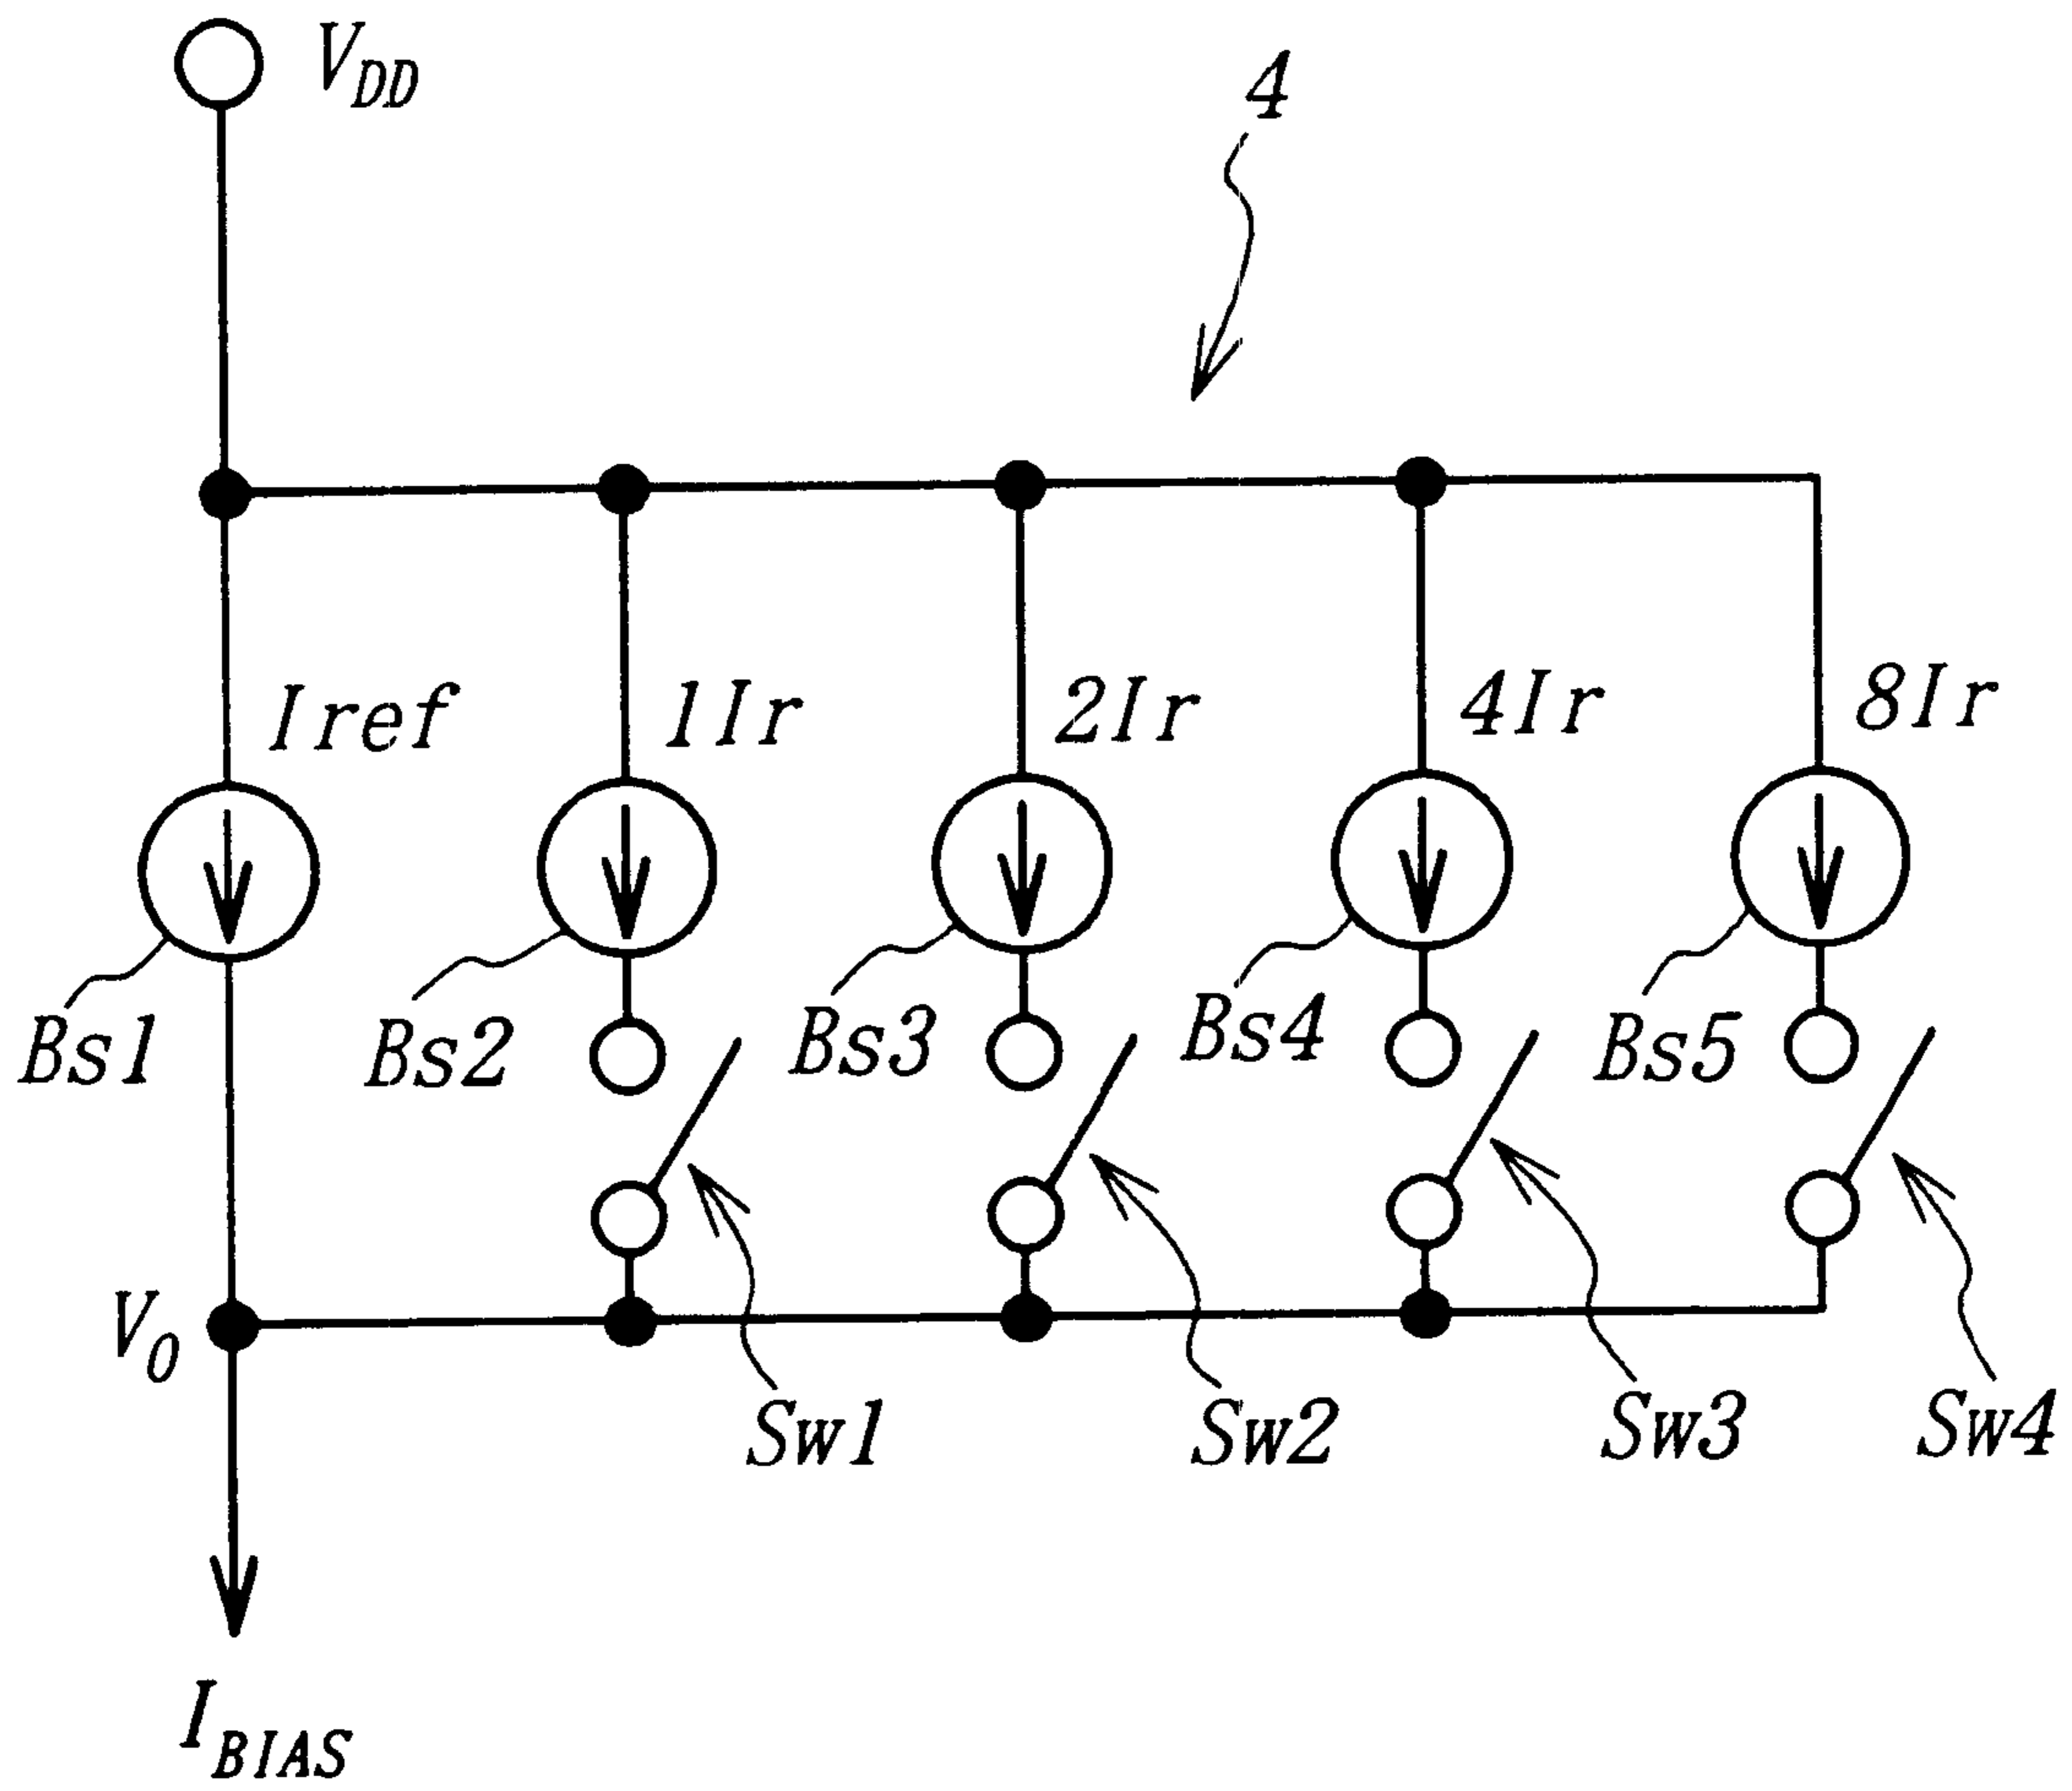 V_DD
4
Iref 1Ir 2Ir 4Ir 8Ir
Bs1 Bs2 Bs3 Bs4 Bs5
V_0
Sw1 Sw2 Sw3 Sw4
I_BIAS